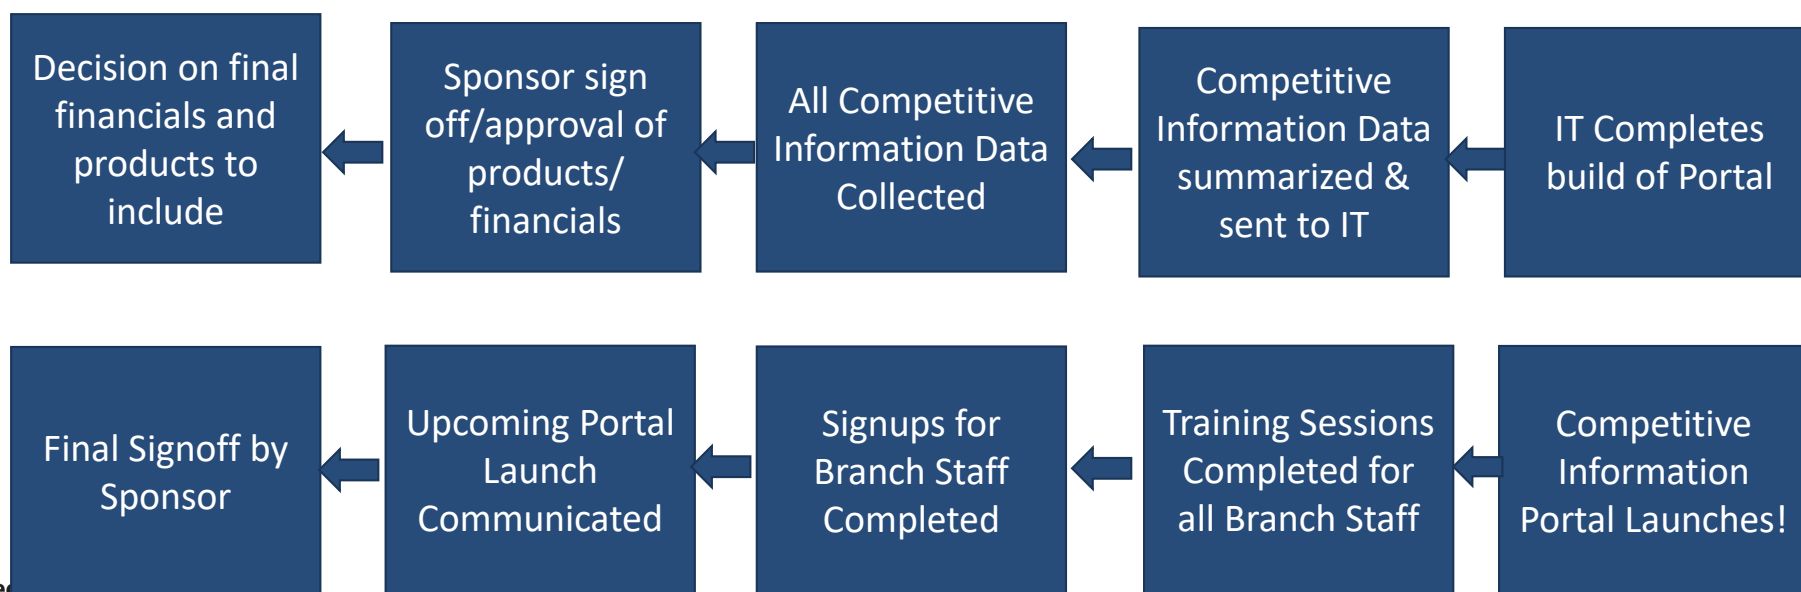 Decision on final
financials and
products to
include
Sponsor sign
off/approval of
products/
financials
All Competitive
Information Data
Collected
Competitive
Information Data
summarized &
sent to IT
IT Completes
build of Portal
Final Signoff by
Sponsor
Upcoming Portal
Launch
Communicated
Signups for
Branch Staff
Completed
Training Sessions
Completed for
all Branch Staff
Competitive
Information
Portal Launches!